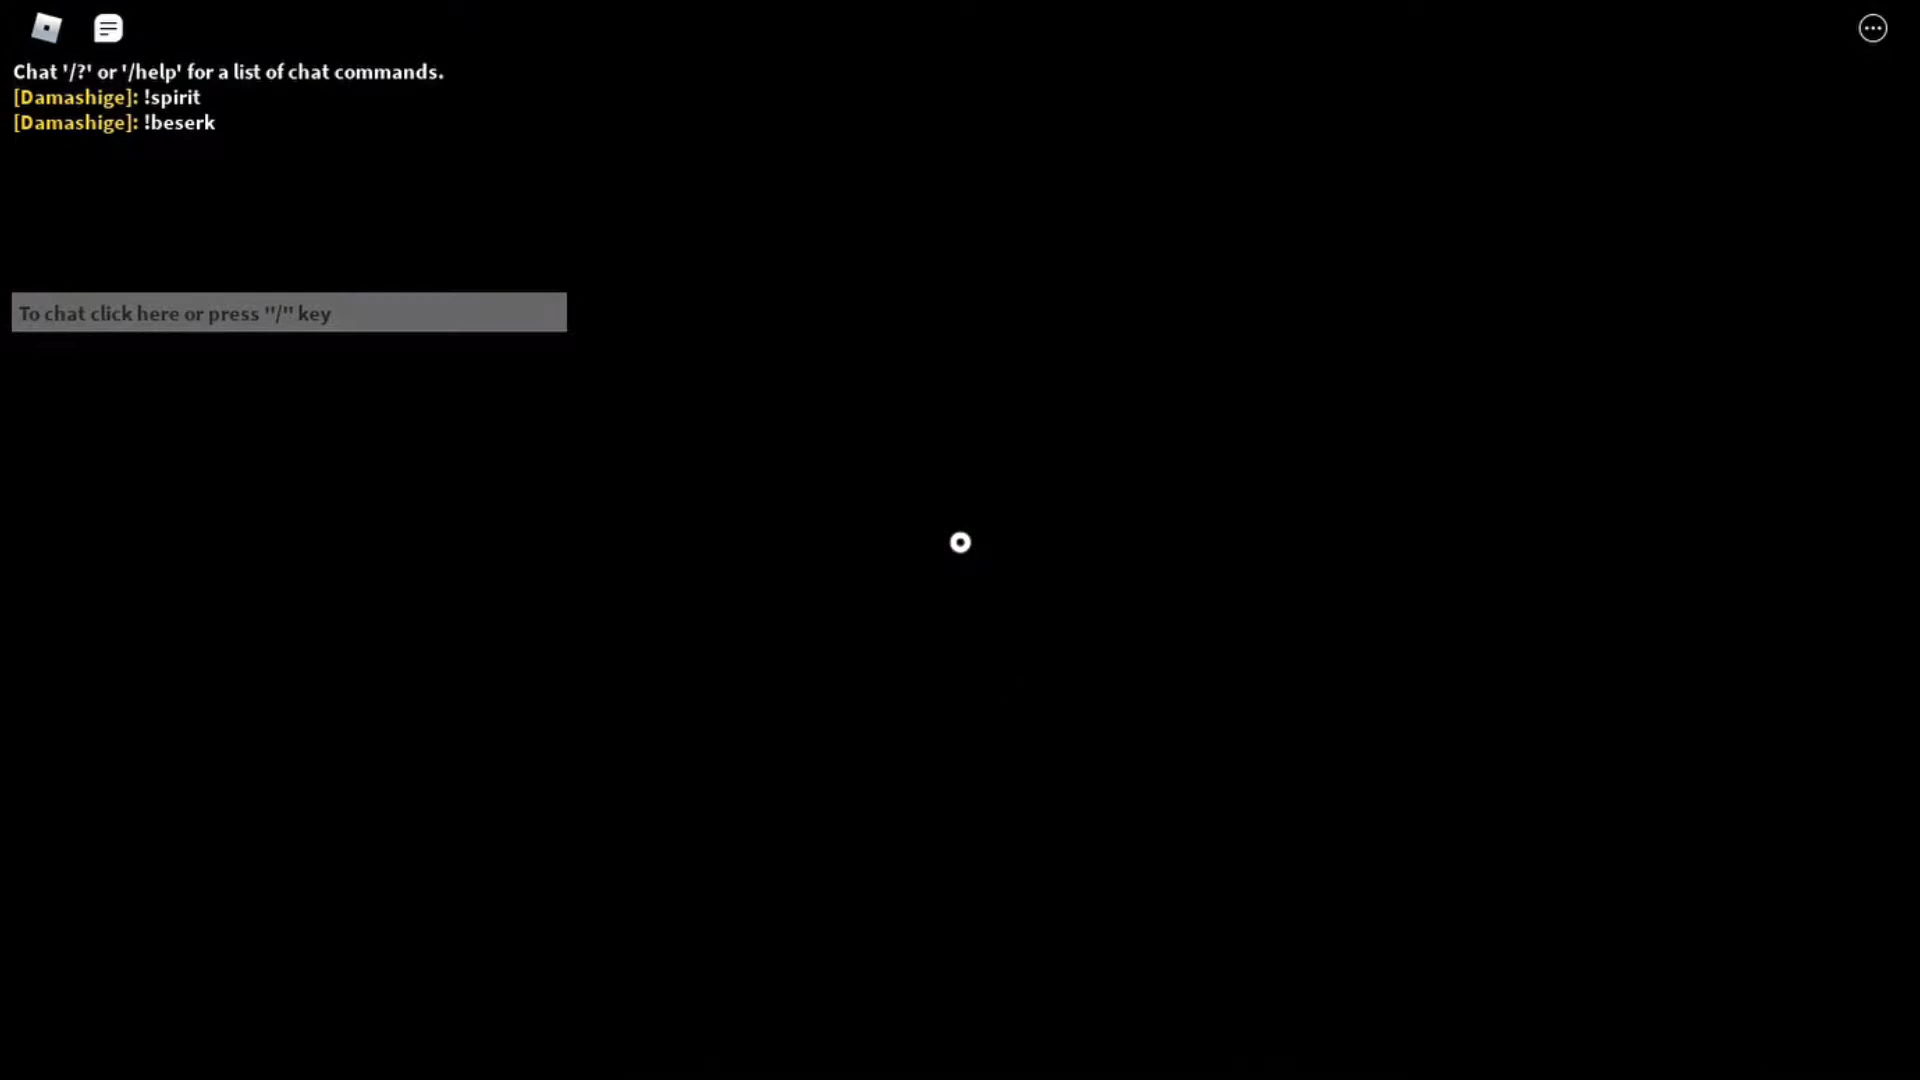 Chat '/?' or '/help' for a list of chat commands.
[Damashige]: !spirit
[Damashige]: !beserk
To chat click here or press "/" key